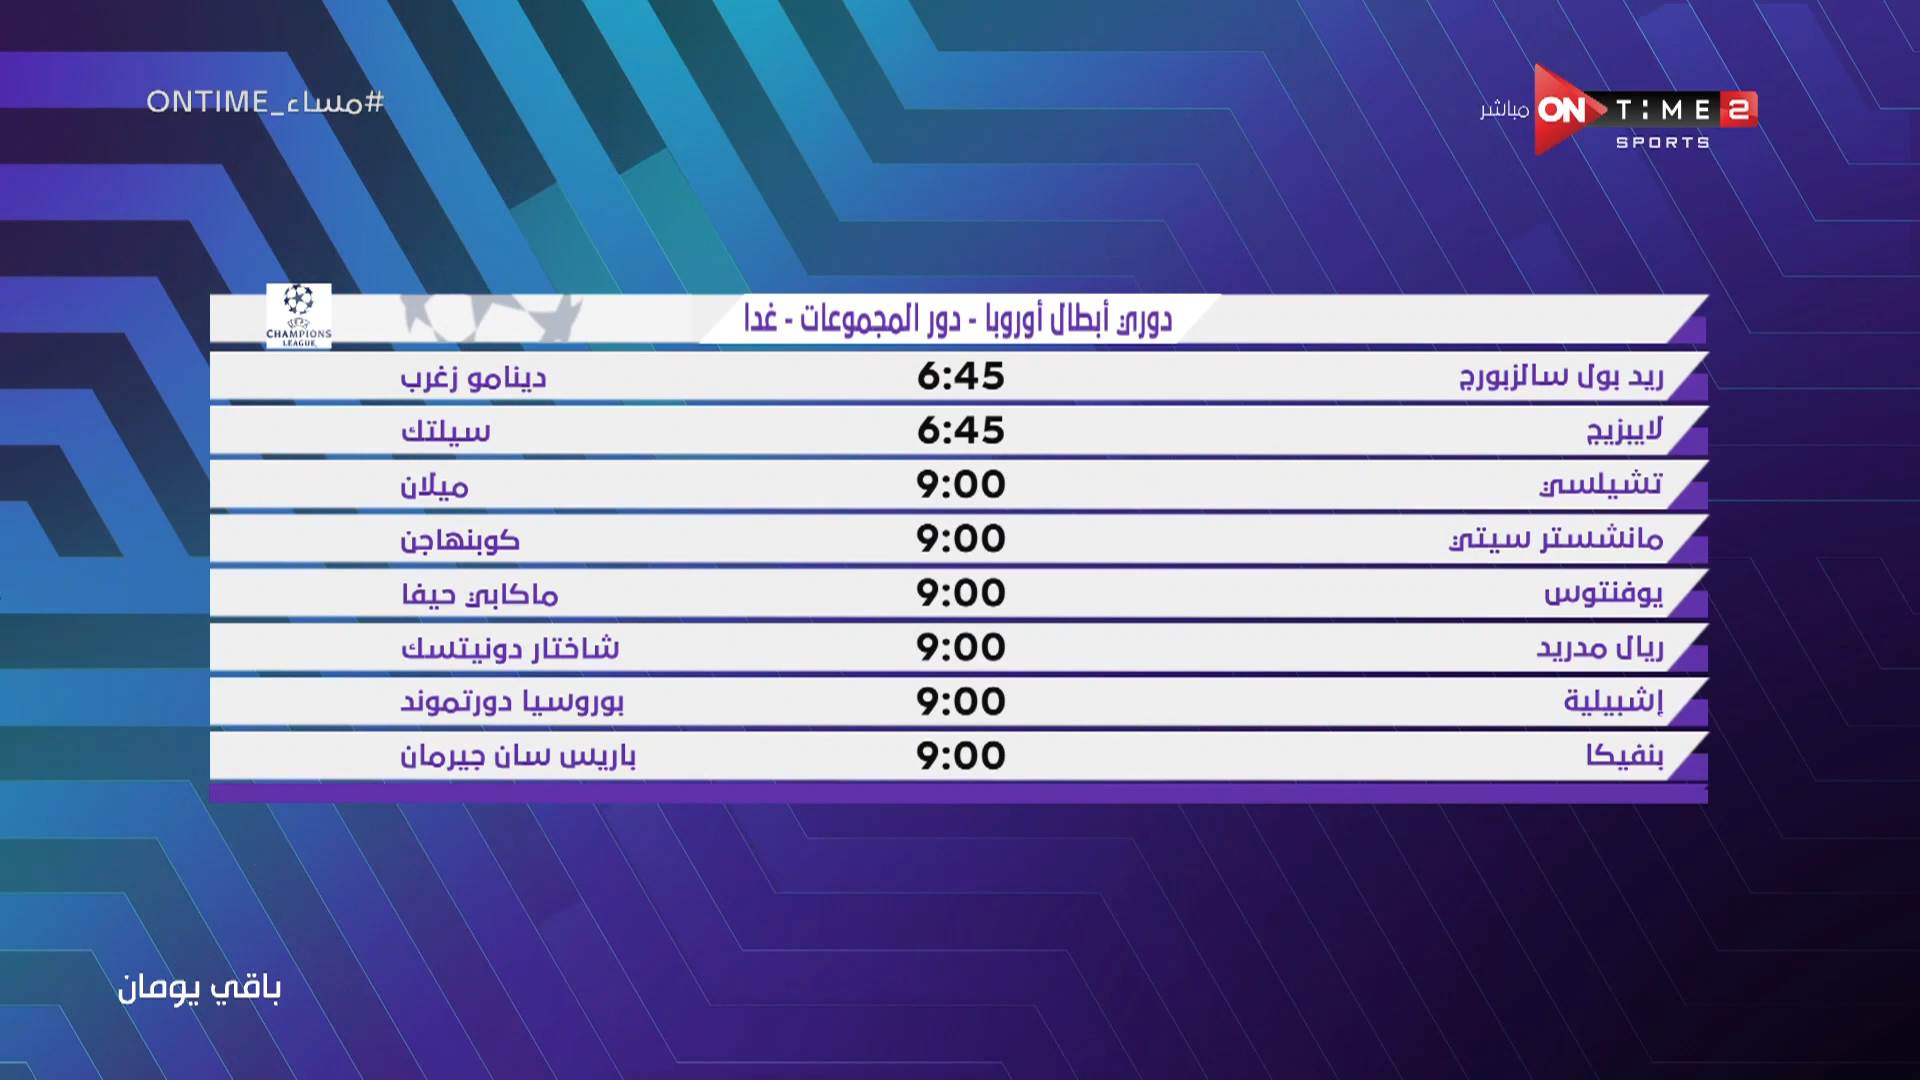 #مساء_ONTIME
مباشر ON TIME 2
SPORTS
دوري أبطال أوروبا - دور المجموعات - غدا
CHAMPIONS
LEAGUE
ريد بول سالزبورج 6:45 دينامو زغرب
لايبزيج 6:45 سيلتك
تشيلسي 9:00 ميلان
مانشستر سيتي 9:00 كوبنهاجن
يوفنتوس 9:00 ماكابي حيفا
ريال مدريد 9:00 شاختار دونيتسك
إشبيلية 9:00 بوروسيا دورتموند
بنفيكا 9:00 باريس سان جيرمان
باقي يومان